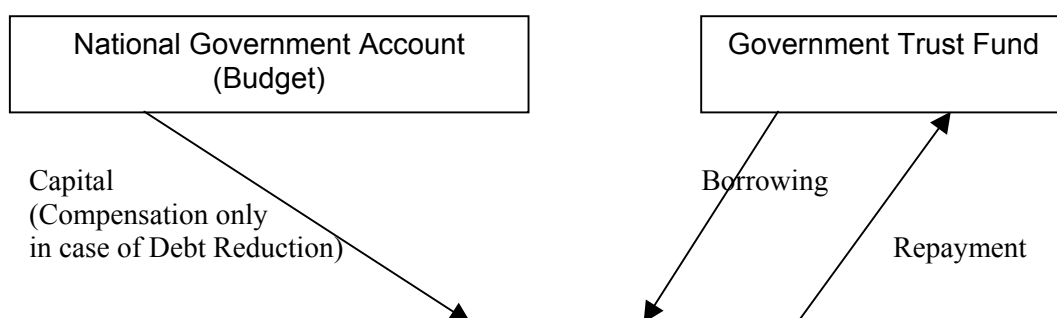 National Government Account
(Budget)
Government Trust Fund
Capital
(Compensation only
in case of Debt Reduction)
Borrowing
Repayment